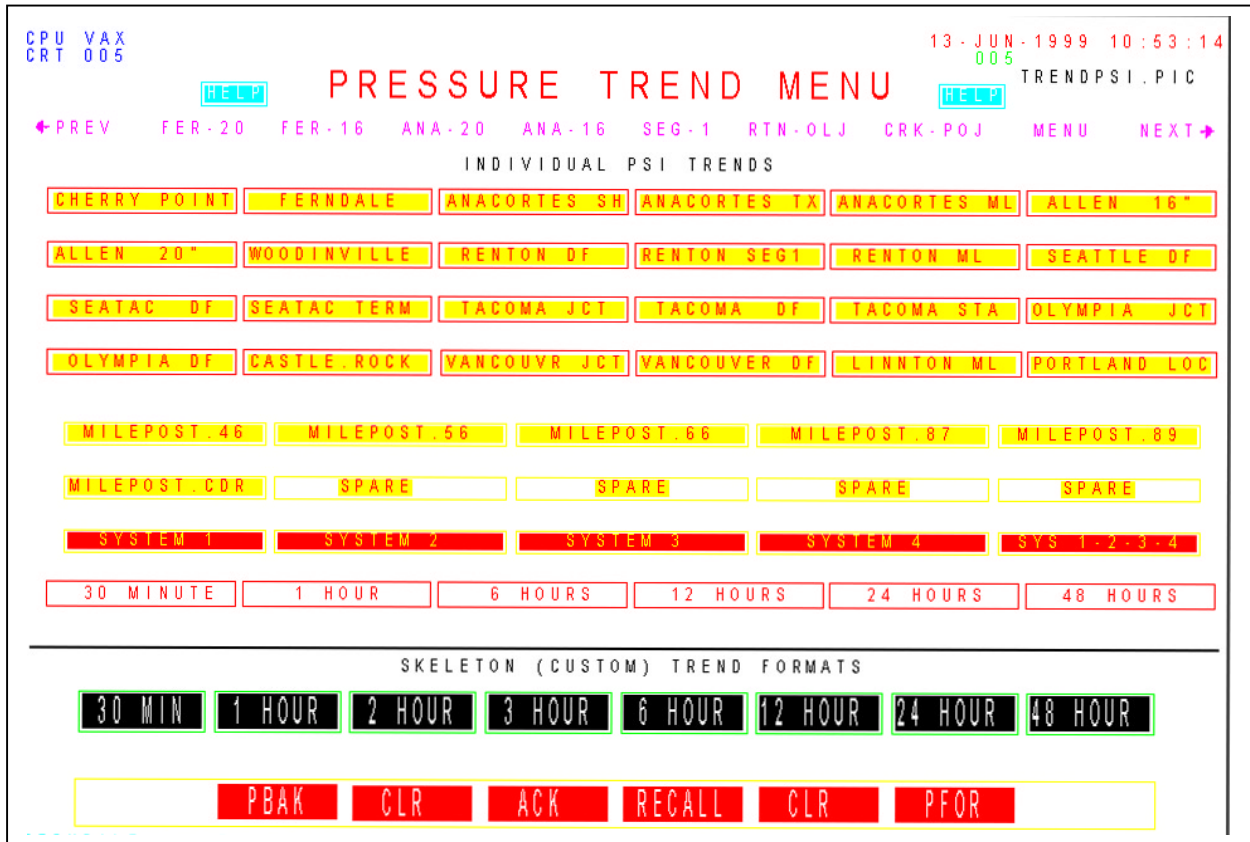 CPU VAX
CRT 005
13-JUN-1999 10:53:14
005
TRENDPSI.PIC
HELP PRESSURE TREND MENU HELP
PREV FER-20 FER-16 ANA-20 ANA-16 SEG-1 RTN-OLJ CRK-POJ MENU NEXT
INDIVIDUAL PSI TRENDS
CHERRY POINT FERNDALE ANACORTES SH ANACORTES TX ANACORTES ML ALLEN 16"
ALLEN 20" WOODINVILLE RENTON DF RENTON SEG1 RENTON ML SEATTLE DF
SEATAC DF SEATAC TERM TACOMA JCT TACOMA DF TACOMA STA OLYMPIA JCT
OLYMPIA DF CASTLE.ROCK VANCOUVR JCT VANCOUVER DF LINNTON ML PORTLAND LOC
MILEPOST.46 MILEPOST.56 MILEPOST.66 MILEPOST.87 MILEPOST.89
MILEPOST.CDR SPARE SPARE SPARE SPARE
SYSTEM 1 SYSTEM 2 SYSTEM 3 SYSTEM 4 SYS 1-2-3-4
30 MINUTE 1 HOUR 6 HOURS 12 HOURS 24 HOURS 48 HOURS
SKELETON (CUSTOM) TREND FORMATS
30 MIN 1 HOUR 2 HOUR 3 HOUR 6 HOUR 12 HOUR 24 HOUR 48 HOUR
PBAK CLR ACK RECALL CLR PFOR